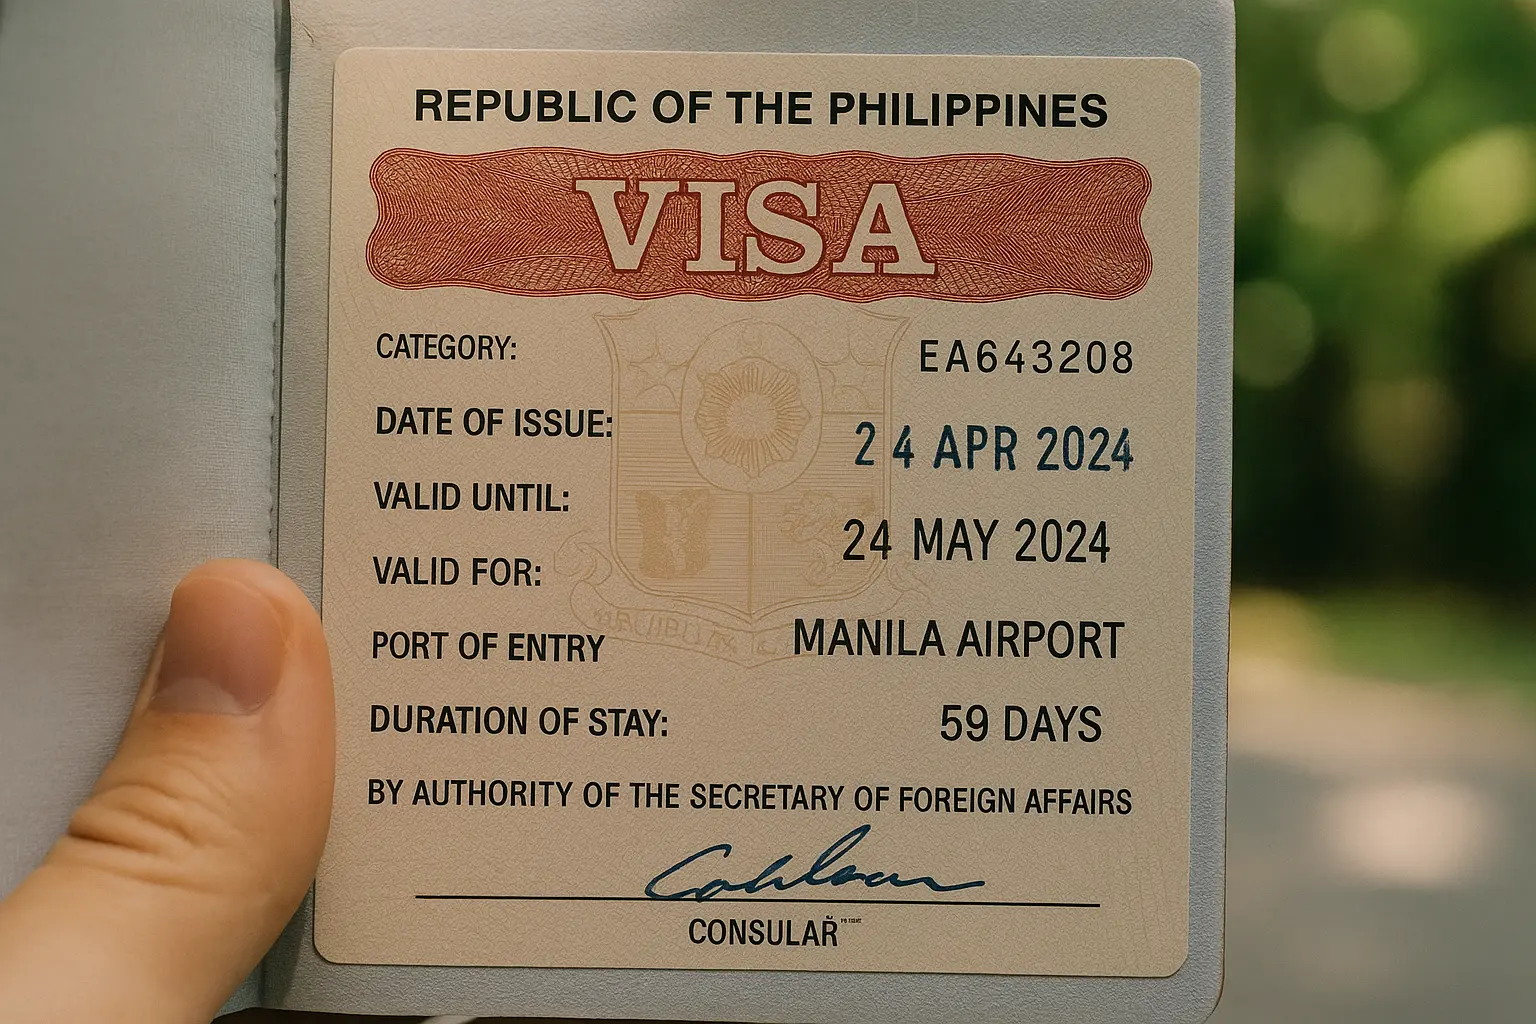 REPUBLIC OF THE PHILIPPINES
VISA
CATEGORY: EA643208
DATE OF ISSUE: 24 APR 2024
VALID UNTIL: 24 MAY 2024
VALID FOR:
PORT OF ENTRY MANILA AIRPORT
DURATION OF STAY: 59 DAYS
BY AUTHORITY OF THE SECRETARY OF FOREIGN AFFAIRS
CONSULAR